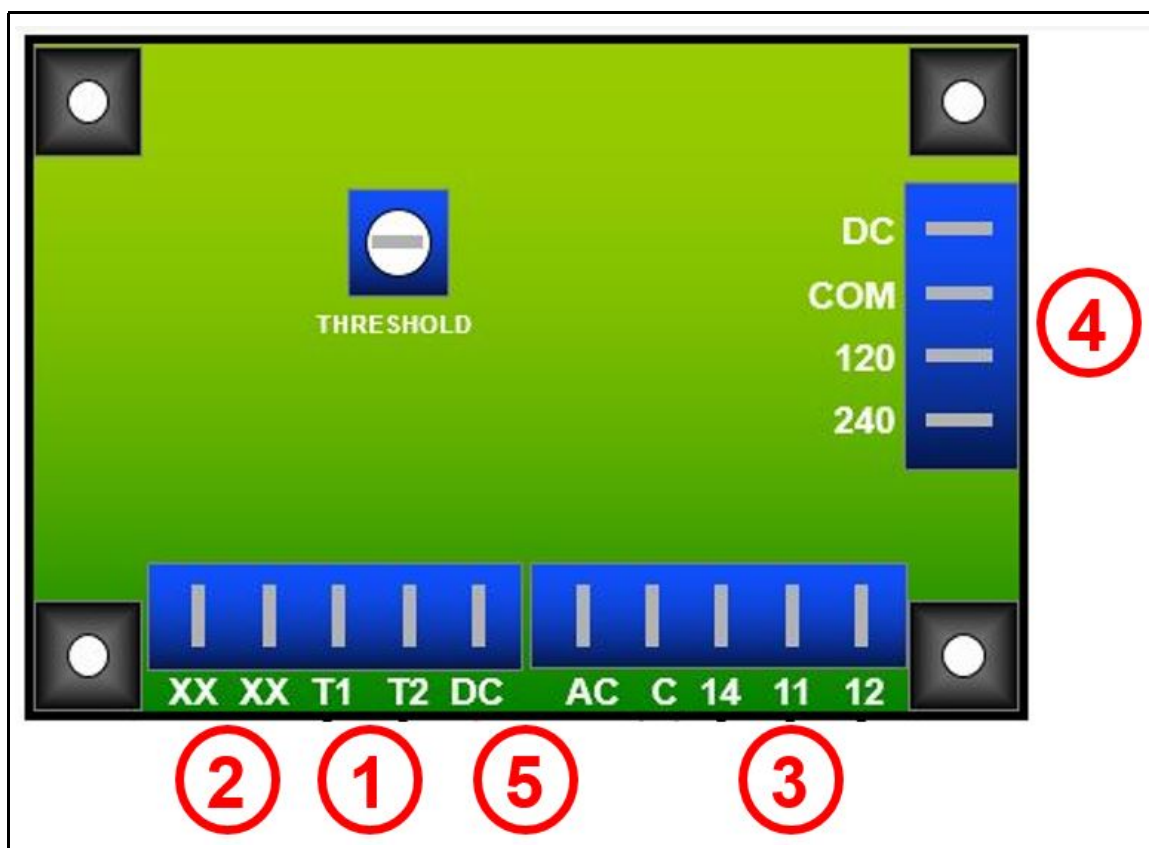 THRESHOLD
DC
COM
120
240
4
XX XX T1 T2 DC AC C 14 11 12
2 1 5 3